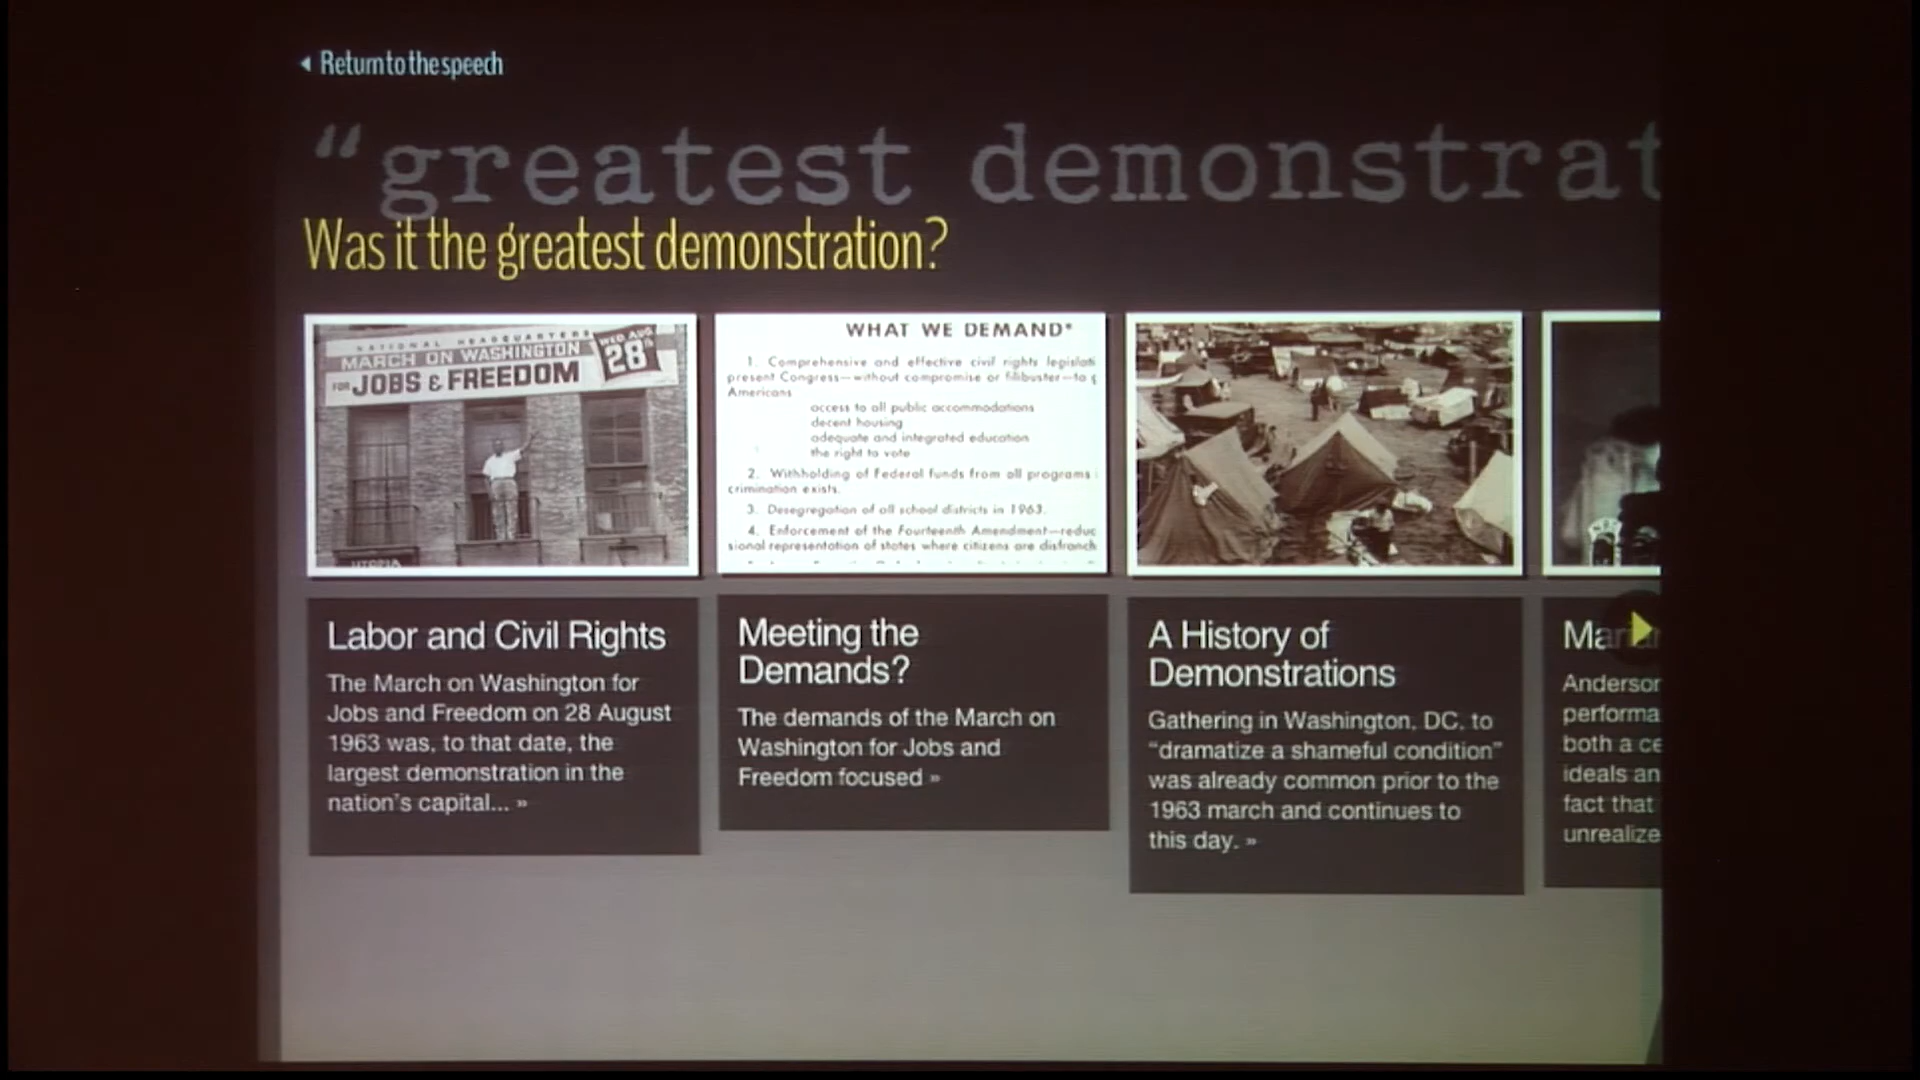 Return to the speech
“greatest demonstrat
Was it the greatest demonstration?
NATIONAL HEADQUARTERS
MARCH ON WASHINGTON
FOR JOBS & FREEDOM
WED. AUG
28th
UTOPIA
WHAT WE DEMAND*
1. Comprehensive and effective civil rights legislati
present Congress—without compromise or filibuster—to g
Americans
access to all public accommodations
decent housing
adequate and integrated education
the right to vote
2. Withholding of Federal funds from all programs
crimination exists.
3. Desegregation of all school districts in 1963.
4. Enforcement of the Fourteenth Amendment—reduc
sional representation of states where citizens are disfranch
Labor and Civil Rights
The March on Washington for
Jobs and Freedom on 28 August
1963 was, to that date, the
largest demonstration in the
nation's capital... »
Meeting the
Demands?
The demands of the March on
Washington for Jobs and
Freedom focused »
A History of
Demonstrations
Gathering in Washington, DC, to
“dramatize a shameful condition”
was already common prior to the
1963 march and continues to
this day. »
Anderson
performa
both a ce
ideals an
fact that
unrealize